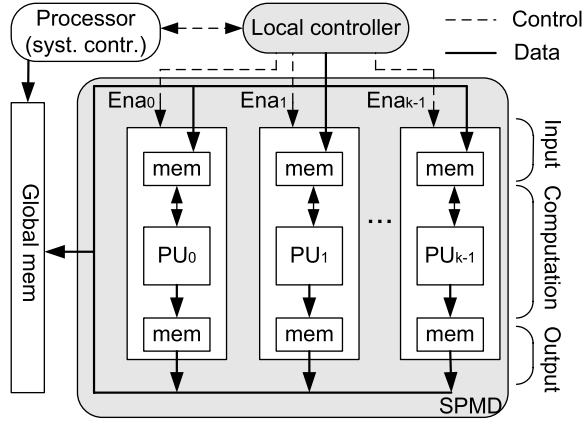 Processor
(syst. contr.)
Local controller
Control
Data
Ena0
Ena1
Enak-1
mem
mem
mem
Input
Global mem
PU0
PU1
...
PUk-1
Computation
mem
mem
mem
Output
SPMD